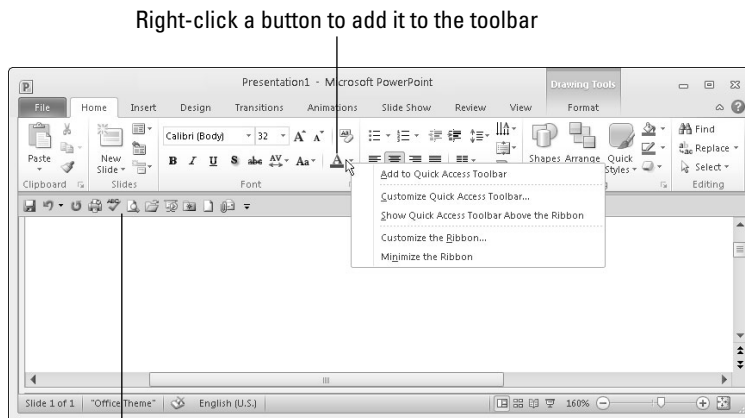 Right-click a button to add it to the toolbar
Presentation1 - Microsoft PowerPoint
Drawing Tools
File Home Insert Design Transitions Animations Slide Show Review View Format
Calibri (Body) 32
Paste
New Slide
B I U S abc AV Aa A
Shapes Arrange Quick Styles
Find
Replace
Select
Clipboard Slides Font Editing
Add to Quick Access Toolbar
Customize Quick Access Toolbar...
Show Quick Access Toolbar Above the Ribbon
Customize the Ribbon...
Minimize the Ribbon
Slide 1 of 1 "Office Theme" English (U.S.) 160%